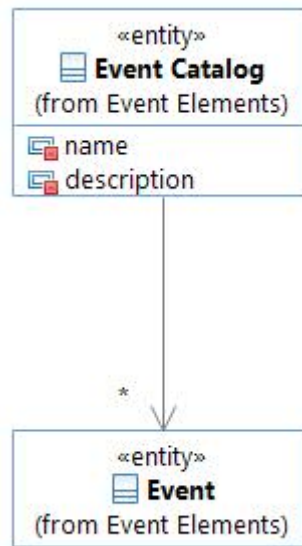 «entity»
Event Catalog
(from Event Elements)
name
description
*
«entity»
Event
(from Event Elements)